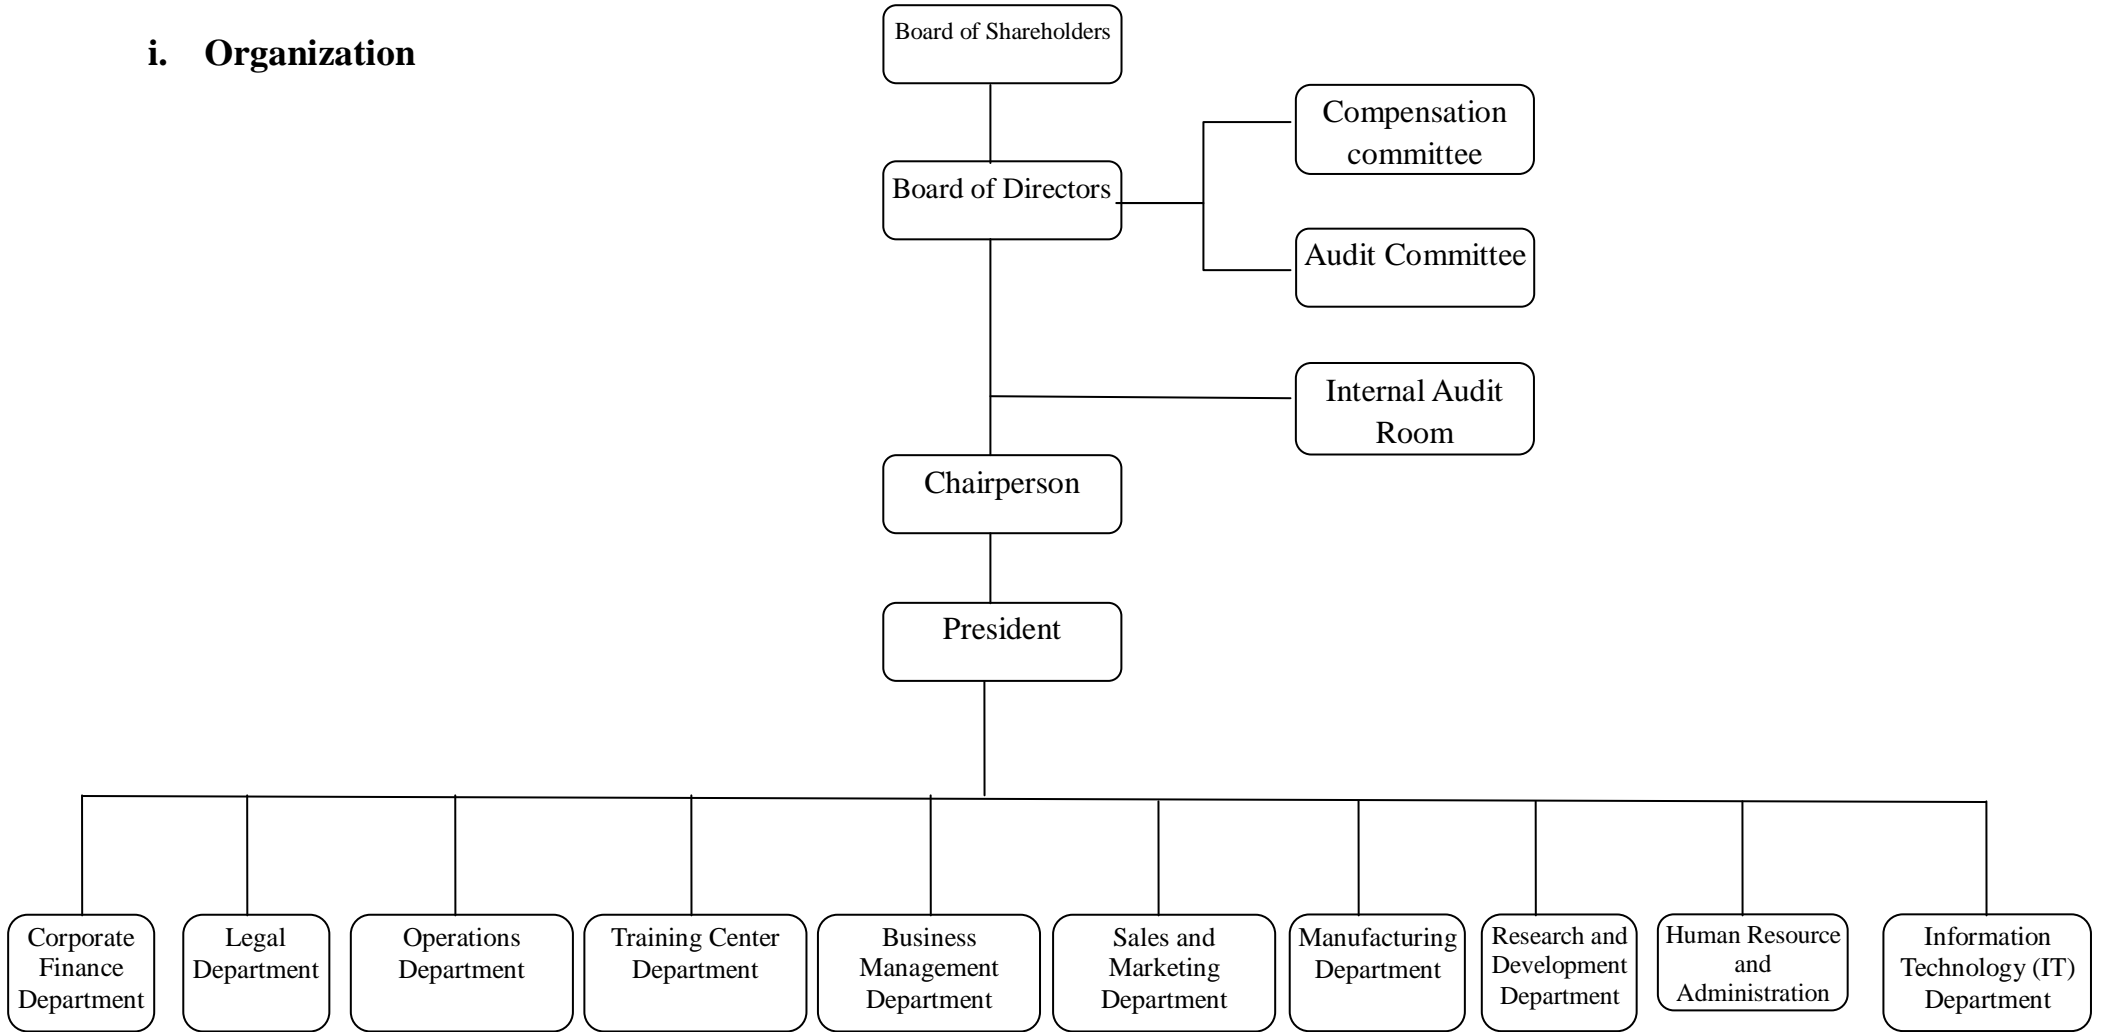 i. Organization
Board of Shareholders
Compensation
committee
Board of Directors
Audit Committee
Internal Audit
Room
Chairperson
President
Corporate
Finance
Department
Legal
Department
Operations
Department
Training Center
Department
Business
Management
Department
Sales and
Marketing
Department
Manufacturing
Department
Research and
Development
Department
Human Resource
and
Administration
Information
Technology (IT)
Department